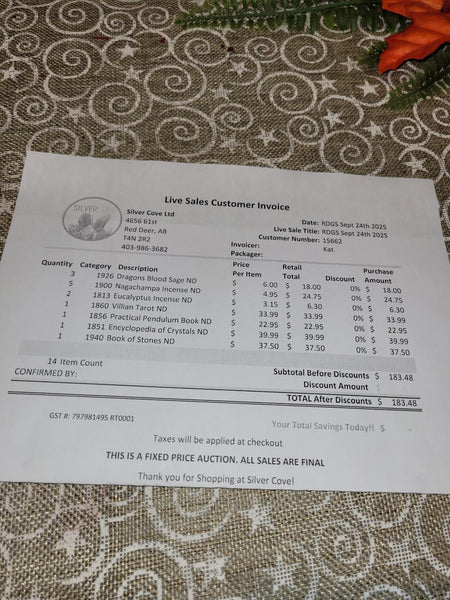 Live Sales Customer Invoice
SILVER
Silver Cove Ltd
4656 61st
Red Deer, AB
T4N 2R2
403-986-3682
Date: RDGS Sept 24th 2025
Live Sale Title: RDGS Sept 24th 2025
Customer Number: 15662
Invoicer: Kat
Packager:
Quantity Category Description Price Per Item Retail Total Discount Purchase Amount
3 1926 Dragons Blood Sage ND $ 6.00 $ 18.00 0% $ 18.00
5 1900 Nagachampa Incense ND $ 4.95 $ 24.75 0% $ 24.75
2 1813 Eucalyptus Incense ND $ 3.15 $ 6.30 0% $ 6.30
1 1860 Villian Tarot ND $ 33.99 $ 33.99 0% $ 33.99
1 1856 Practical Pendulum Book ND $ 22.95 $ 22.95 0% $ 22.95
1 1851 Encyclopedia of Crystals ND $ 39.99 $ 39.99 0% $ 39.99
1 1940 Book of Stones ND $ 37.50 $ 37.50 0% $ 37.50
14 Item Count
Subtotal Before Discounts $ 183.48
CONFIRMED BY:
Discount Amount $
TOTAL After Discounts $ 183.48
GST #: 797981495 RT0001
Your Total Savings Today!! $ -
Taxes will be applied at checkout
THIS IS A FIXED PRICE AUCTION. ALL SALES ARE FINAL
Thank you for Shopping at Silver Cove!